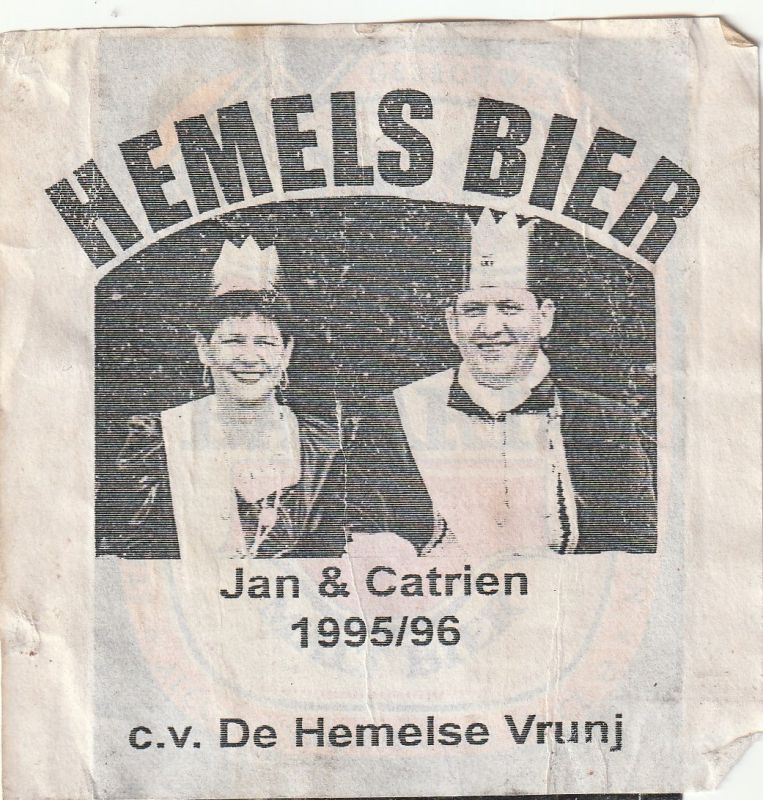 HEMELS BIER
Jan & Catrien
1995/96
c.v. De Hemelse Vrunj